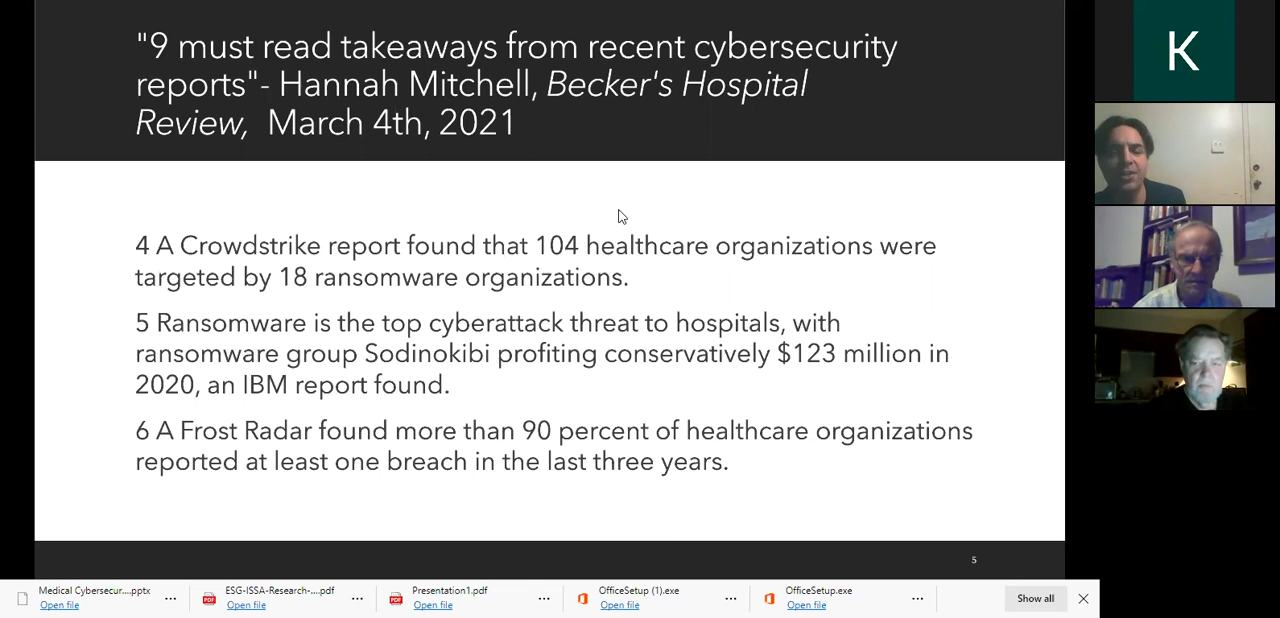 "9 must read takeaways from recent cybersecurity
reports"- Hannah Mitchell, Becker's Hospital
Review,  March 4th, 2021
4 A Crowdstrike report found that 104 healthcare organizations were
targeted by 18 ransomware organizations.
5 Ransomware is the top cyberattack threat to hospitals, with
ransomware group Sodinokibi profiting conservatively $123 million in
2020, an IBM report found.
6 A Frost Radar found more than 90 percent of healthcare organizations
reported at least one breach in the last three years.
5
K
Medical Cybersecur....pptx
Open file
ESG-ISSA-Research-....pdf
Open file
Presentation1.pdf
Open file
OfficeSetup (1).exe
Open file
OfficeSetup.exe
Open file
Show all